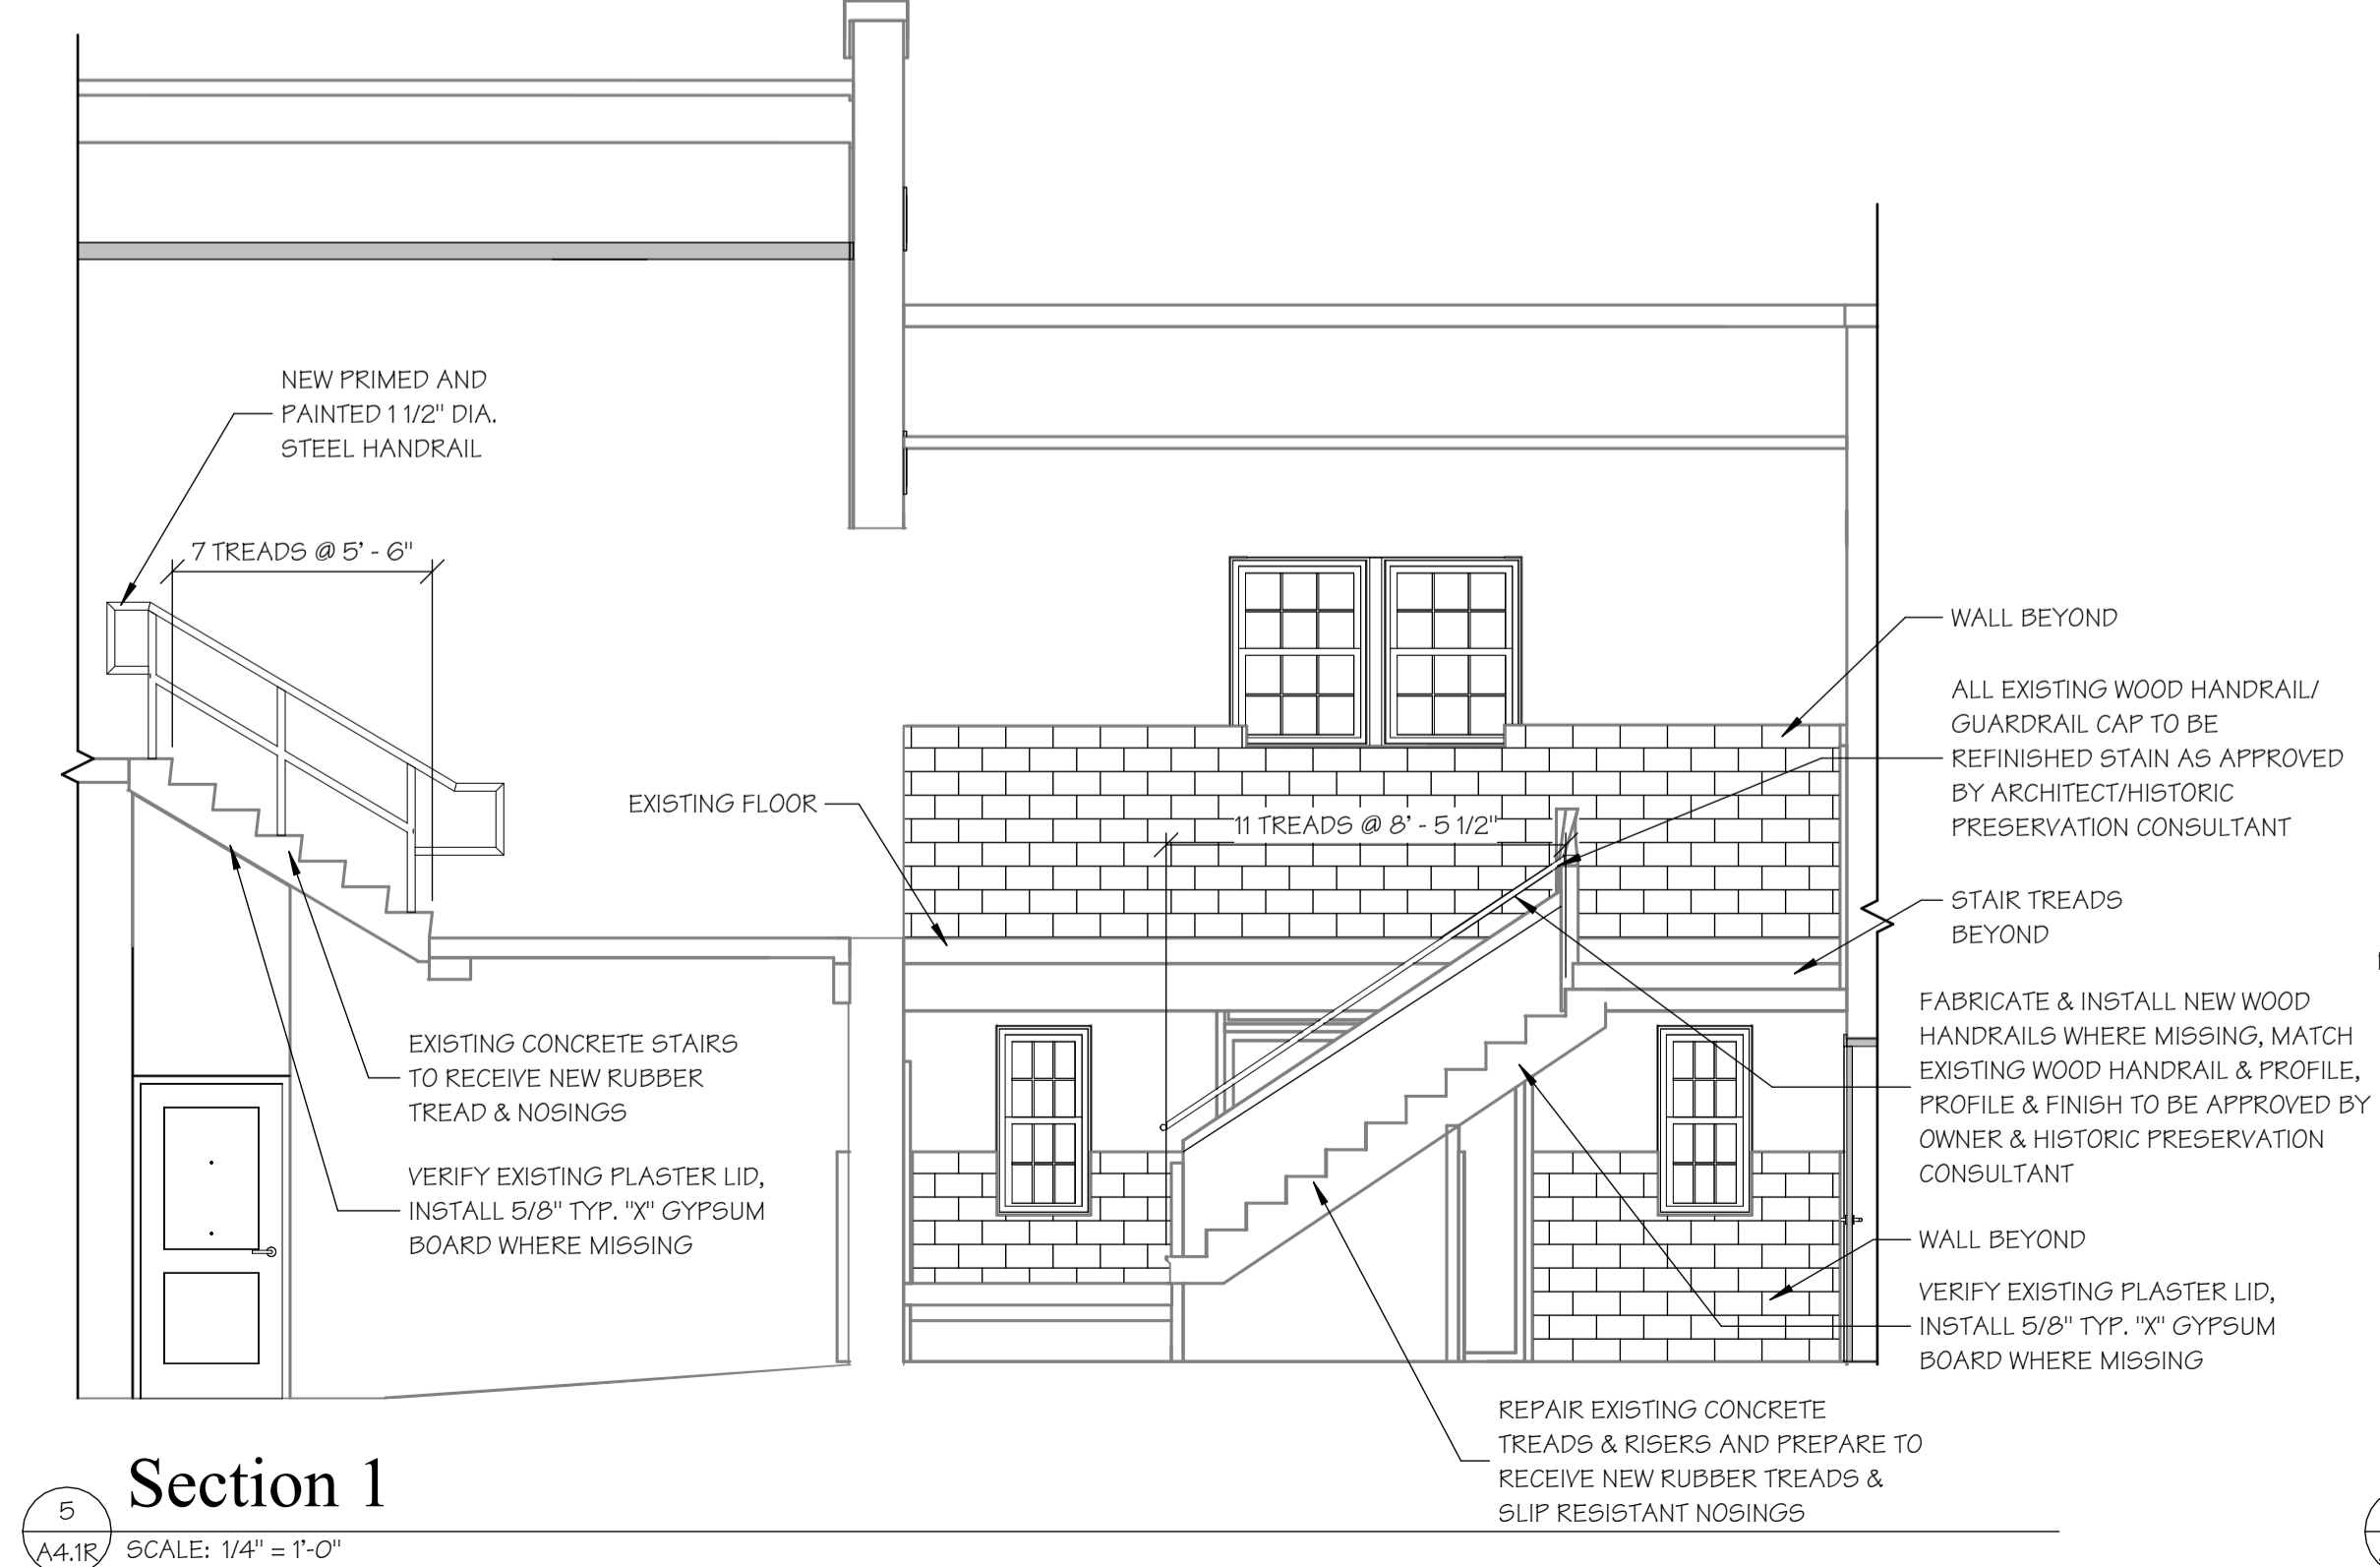 NEW PRIMED AND
PAINTED 1 1/2" DIA.
STEEL HANDRAIL
7 TREADS @ 5' - 6"
EXISTING FLOOR
11 TREADS @ 8' - 5 1/2"
WALL BEYOND
ALL EXISTING WOOD HANDRAIL/
GUARDRAIL CAP TO BE
REFINISHED STAIN AS APPROVED
BY ARCHITECT/HISTORIC
PRESERVATION CONSULTANT
STAIR TREADS
BEYOND
FABRICATE & INSTALL NEW WOOD
HANDRAILS WHERE MISSING, MATCH
EXISTING WOOD HANDRAIL & PROFILE,
PROFILE & FINISH TO BE APPROVED BY
OWNER & HISTORIC PRESERVATION
CONSULTANT
EXISTING CONCRETE STAIRS
TO RECEIVE NEW RUBBER
TREAD & NOSINGS
VERIFY EXISTING PLASTER LID,
INSTALL 5/8" TYP. "X" GYPSUM
BOARD WHERE MISSING
WALL BEYOND
VERIFY EXISTING PLASTER LID,
INSTALL 5/8" TYP. "X" GYPSUM
BOARD WHERE MISSING
REPAIR EXISTING CONCRETE
TREADS & RISERS AND PREPARE TO
RECEIVE NEW RUBBER TREADS &
SLIP RESISTANT NOSINGS
Section 1
5
A4.1R
SCALE: 1/4" = 1'-0"